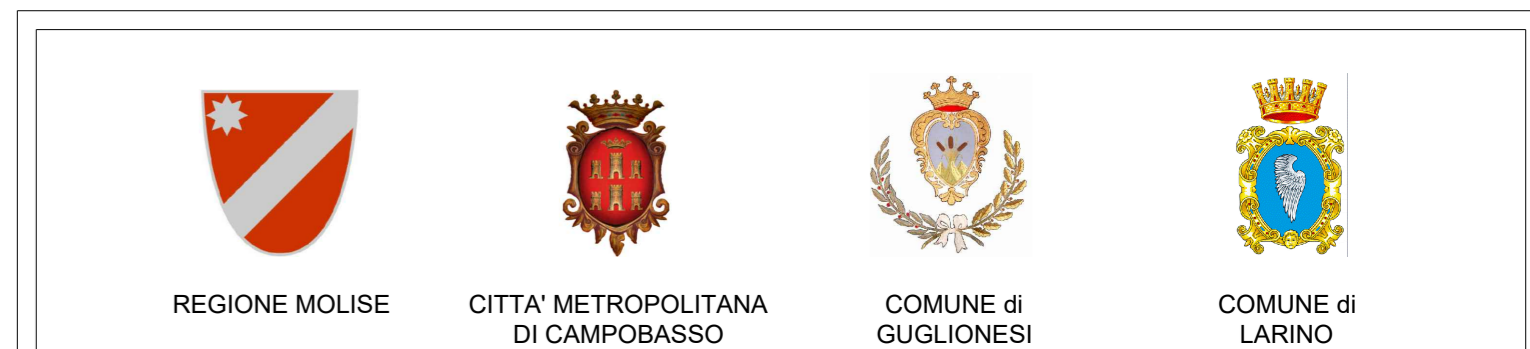 REGIONE MOLISE
CITTA' METROPOLITANA
DI CAMPOBASSO
COMUNE di
GUGLIONESI
COMUNE di
LARINO